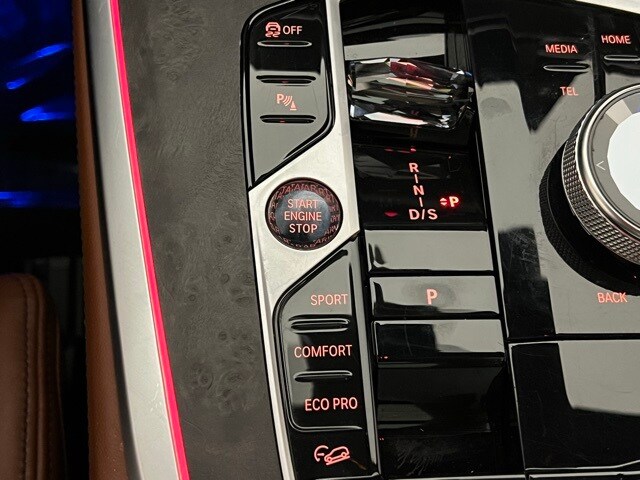 OFF
P
START
ENGINE
STOP
SPORT
COMFORT
ECO PRO
R
N
D/S
P
P
MEDIA
HOME
TEL
BACK